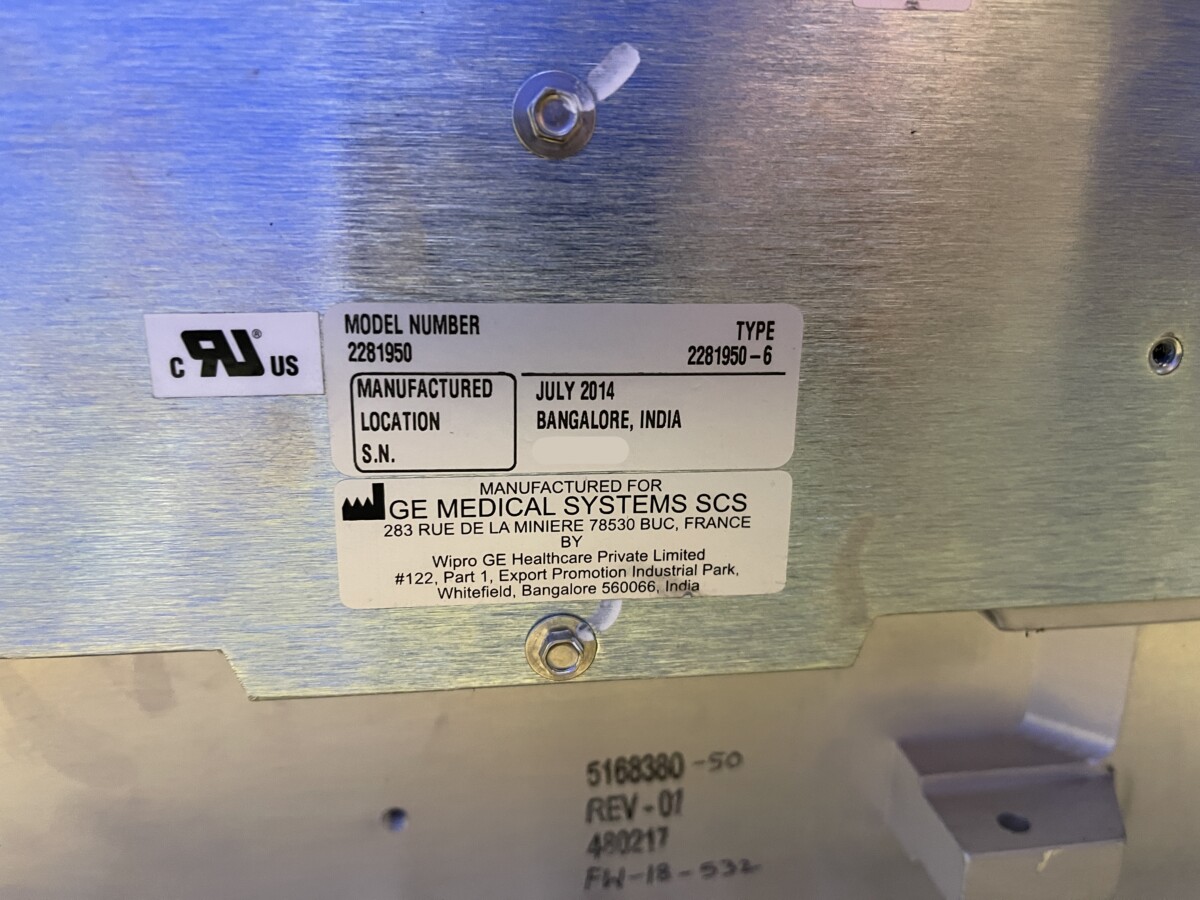 MODEL NUMBER
2281950
TYPE
2281950-6
MANUFACTURED JULY 2014
LOCATION BANGALORE, INDIA
S.N.
C RU ® US
MANUFACTURED FOR
GE MEDICAL SYSTEMS SCS
283 RUE DE LA MINIERE 78530 BUC, FRANCE
BY
Wipro GE Healthcare Private Limited
#122, Part 1, Export Promotion Industrial Park,
Whitefield, Bangalore 560066, India
5168380-50
REV-01
480217
FW-18-532